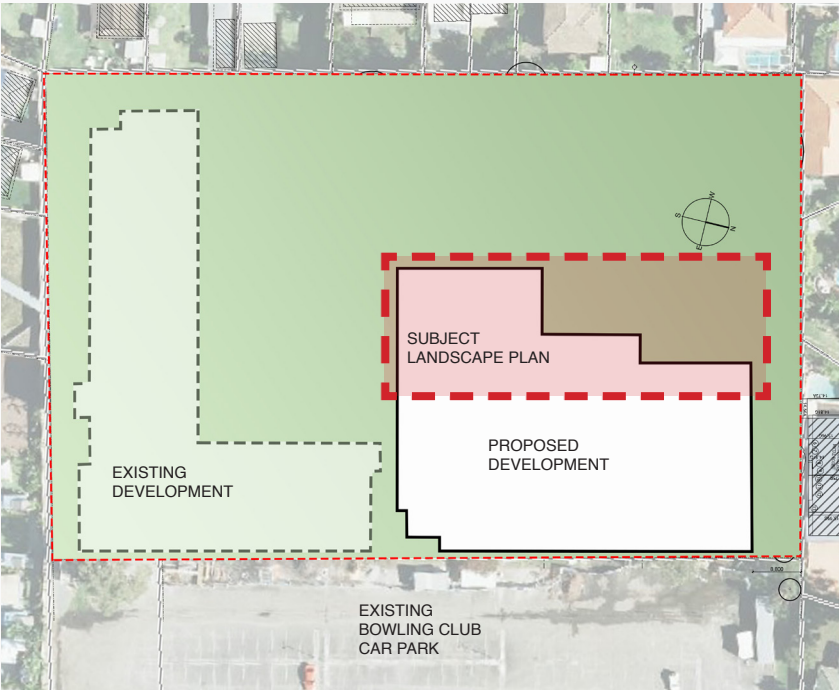 W
S
N
E
SUBJECT
LANDSCAPE PLAN
PROPOSED
DEVELOPMENT
EXISTING
DEVELOPMENT
EXISTING
BOWLING CLUB
CAR PARK